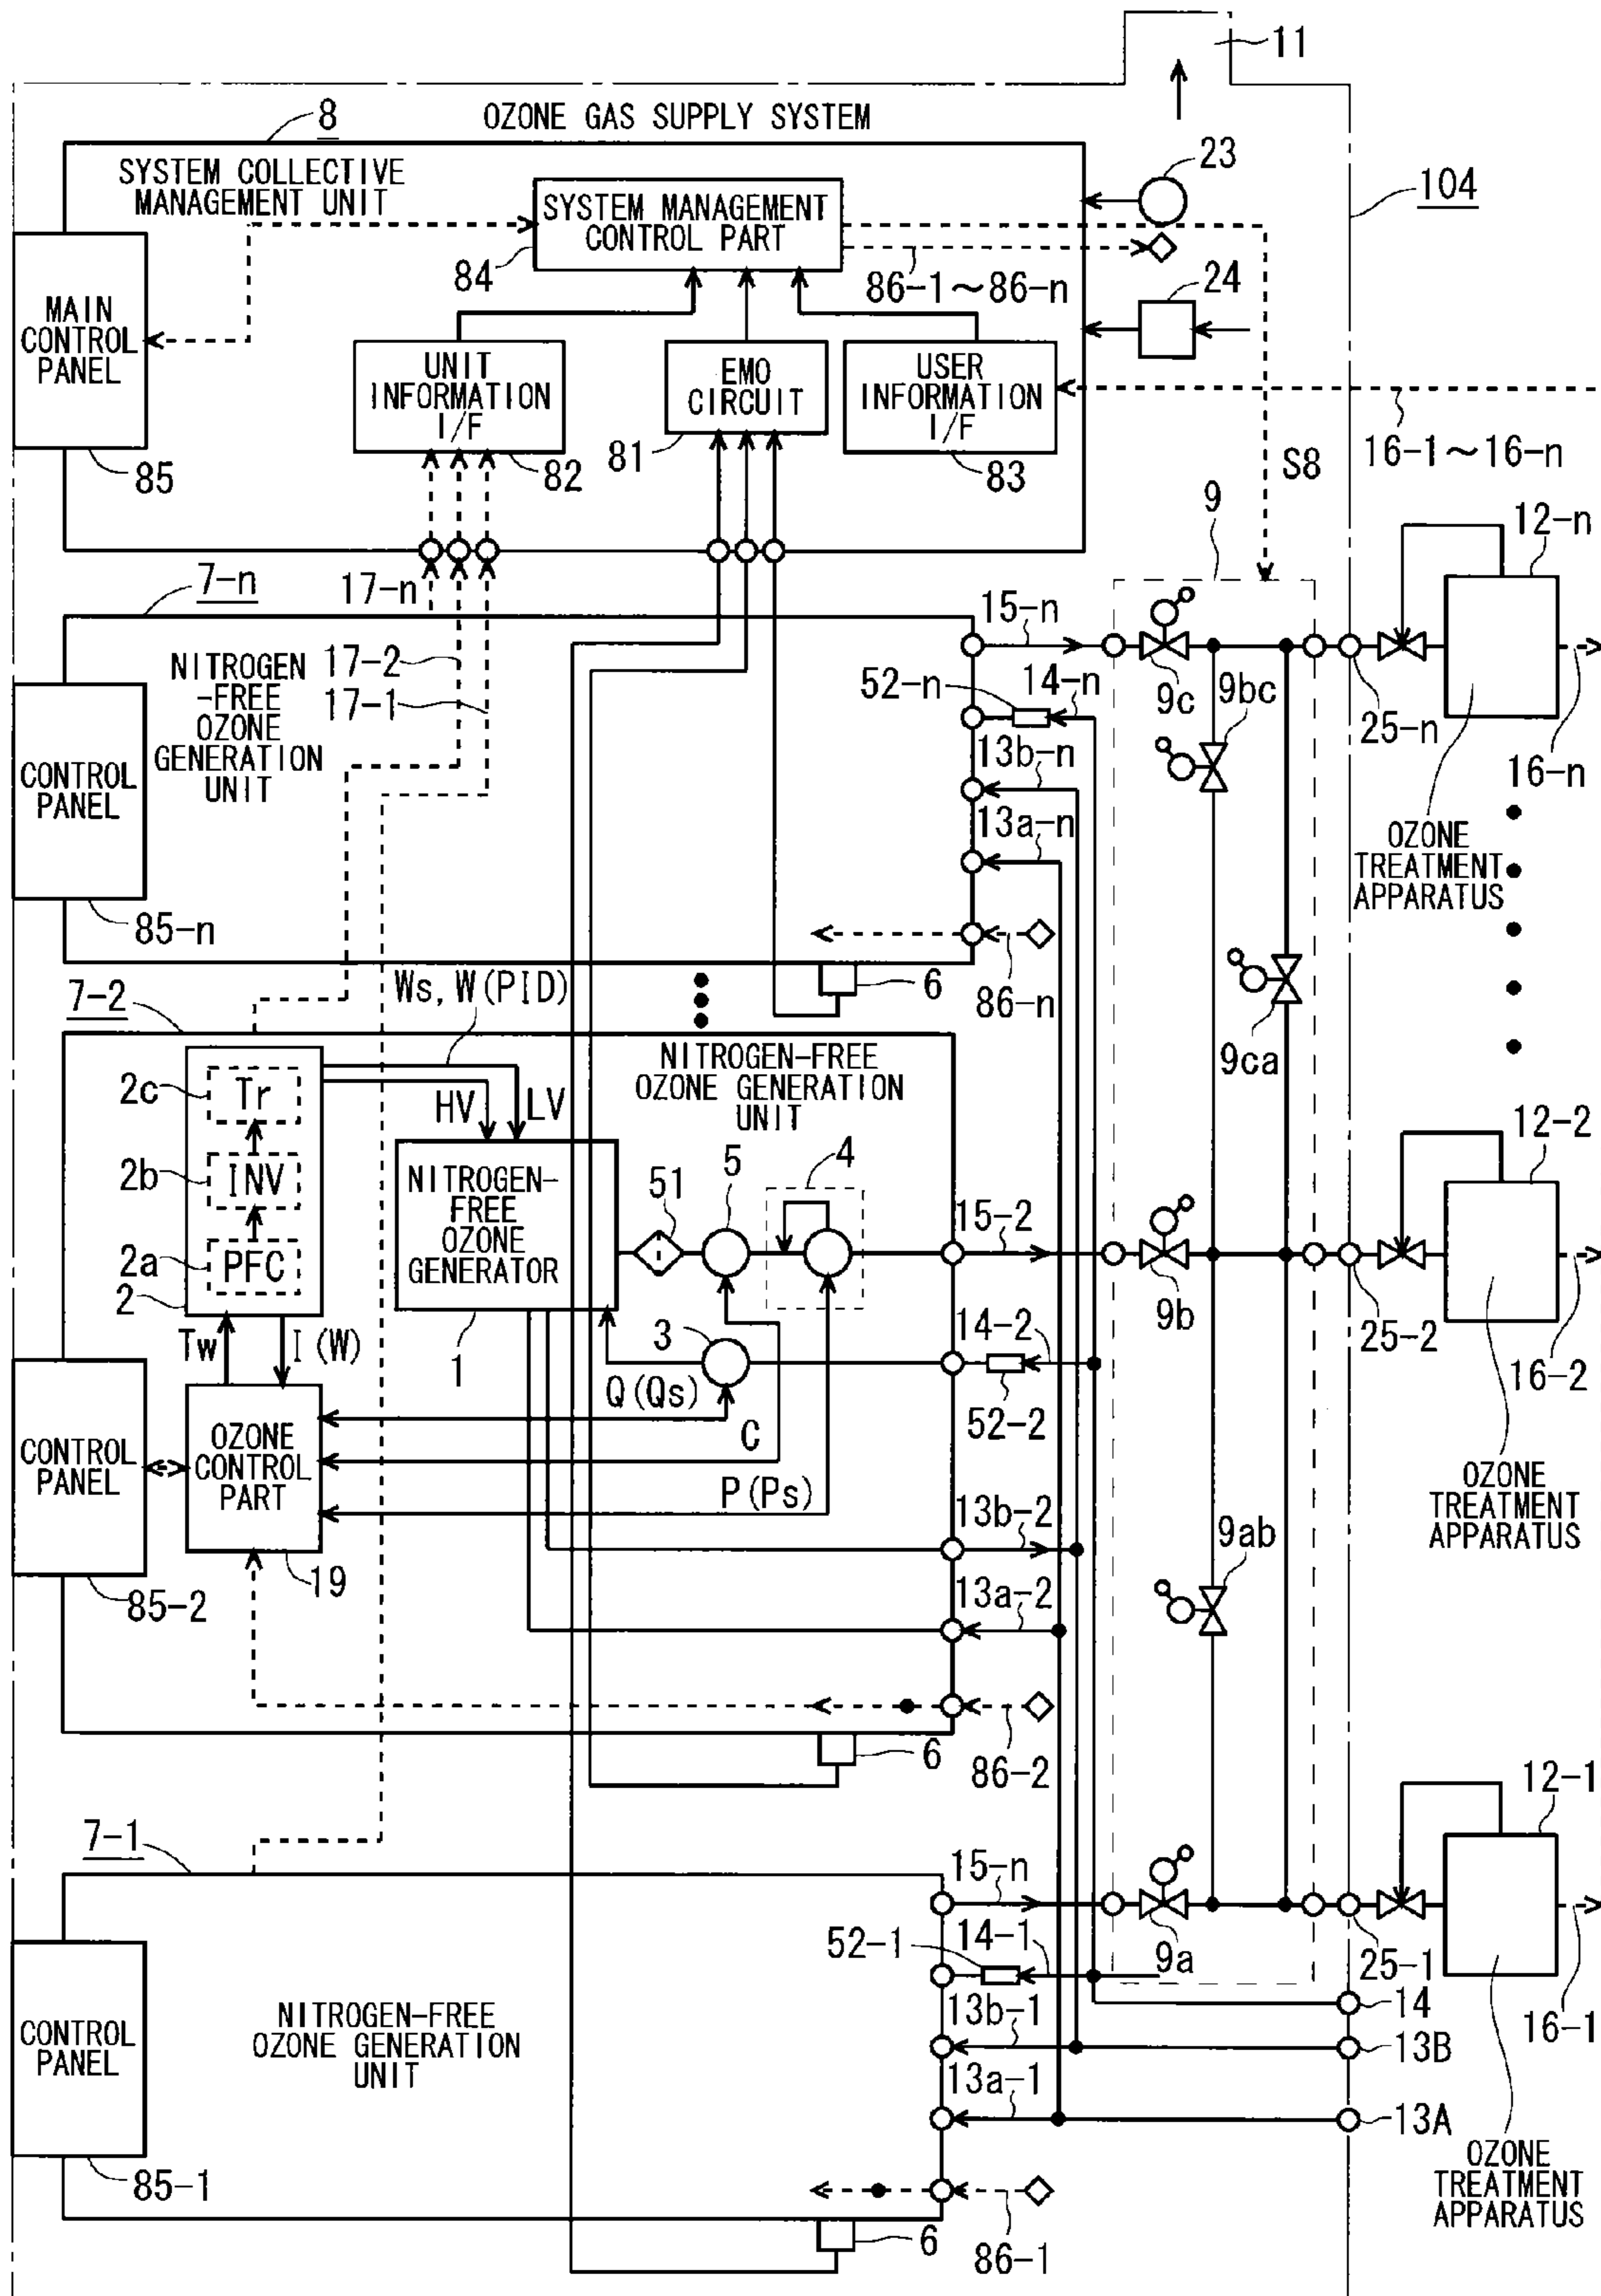 11
OZONE GAS SUPPLY SYSTEM
8
SYSTEM COLLECTIVE
MANAGEMENT UNIT
23
104
SYSTEM MANAGEMENT
CONTROL PART
84
86-1～86-n
24
MAIN
CONTROL
PANEL
85
UNIT
INFORMATION
I/F
82
EMO
CIRCUIT
81
USER
INFORMATION
I/F
83
16-1～16-n
S8
9
12-n
7-n
17-n
17-2
17-1
NITROGEN
-FREE
OZONE
GENERATION
UNIT
CONTROL
PANEL
85-n
15-n
52-n
14-n
13b-n
13a-n
9c
9bc
25-n
16-n
OZONE
TREATMENT
APPARATUS
6
86-n
9ca
7-2
Ws, W(PID)
NITROGEN-FREE
OZONE GENERATION
UNIT
2c
Tr
2b
INV
2a
PFC
2
HV
LV
NITROGEN-
FREE
OZONE
GENERATOR
1
51
5
4
15-2
12-2
9b
25-2
16-2
Tw
I(W)
3
Q(Qs)
14-2
52-2
C
P(Ps)
CONTROL
PANEL
85-2
OZONE
CONTROL
PART
19
13b-2
13a-2
9ab
OZONE
TREATMENT
APPARATUS
6
86-2
7-1
12-1
15-n
52-1
14-1
9a
25-1
14
16-1
13b-1
13B
13a-1
13A
CONTROL
PANEL
85-1
NITROGEN-FREE
OZONE GENERATION
UNIT
OZONE
TREATMENT
APPARATUS
6
86-1